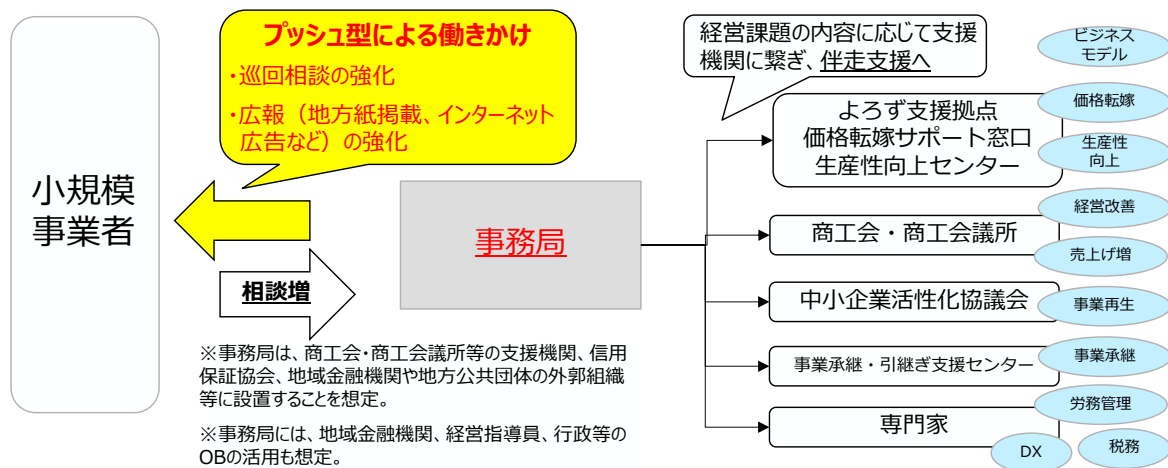 小規模
事業者
プッシュ型による働きかけ
・巡回相談の強化
・広報（地方紙掲載、インターネット
広告など）の強化
相談増
事務局
※事務局は、商工会・商工会議所等の支援機関、信用
保証協会、地域金融機関や地方公共団体の外郭組織
等に設置することを想定。
※事務局には、地域金融機関、経営指導員、行政等の
OBの活用も想定。
経営課題の内容に応じて支援
機関に繋ぎ、伴走支援へ
よろず支援拠点
価格転嫁サポート窓口
生産性向上センター
商工会・商工会議所
中小企業活性化協議会
事業承継・引継ぎ支援センター
専門家
ビジネス
モデル
価格転嫁
生産性
向上
経営改善
売上げ増
事業再生
事業承継
労務管理
DX
税務